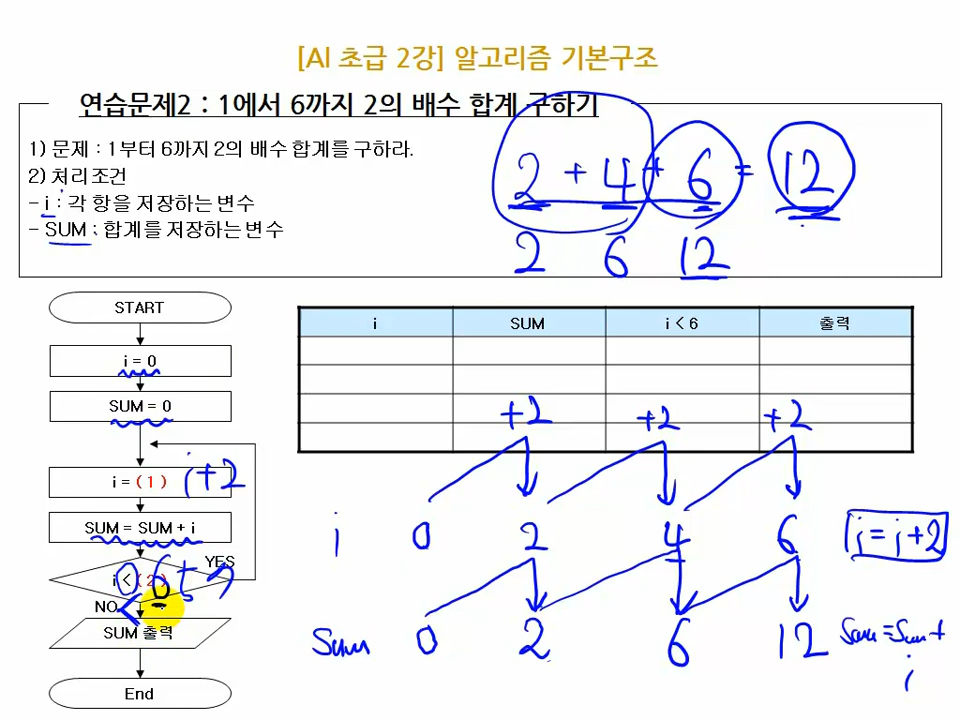 [AI 초급 2강] 알고리즘 기본구조
연습문제2 : 1에서 6까지 2의 배수 합계 구하기
1) 문제 : 1부터 6까지 2의 배수 합계를 구하라.
2) 처리조건
- i : 각 항을 저장하는 변수
- SUM : 합계를 저장하는 변수
2 + 4 + 6 = 12
2 6 12
START
i = 0
SUM = 0
i = (1) i+2
SUM = SUM + i
YES
i < (2)
NO
<
SUM 출력
End
i SUM i < 6 출력
+2 +2 +2
i 0 2 4 6 i = i+2
Sum 0 2 6 12 Sum = Sum + i